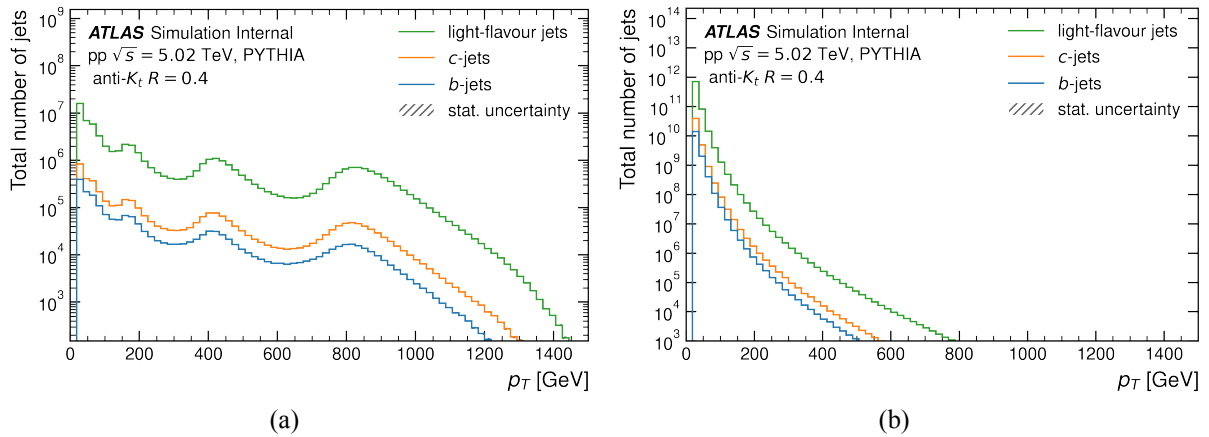 Total number of jets
10⁹
10⁸
10⁷
10⁶
10⁵
10⁴
10³
ATLAS Simulation Internal
pp √s = 5.02 TeV, PYTHIA
anti-Kₜ R = 0.4
light-flavour jets
c-jets
b-jets
stat. uncertainty
0 200 400 600 800 1000 1200 1400
p_T [GeV]
(a)
Total number of jets
10¹⁴
10¹³
10¹²
10¹¹
10¹⁰
10⁹
10⁸
10⁷
10⁶
10⁵
10⁴
10³
ATLAS Simulation Internal
pp √s = 5.02 TeV, PYTHIA
anti-Kₜ R = 0.4
light-flavour jets
c-jets
b-jets
stat. uncertainty
0 200 400 600 800 1000 1200 1400
p_T [GeV]
(b)